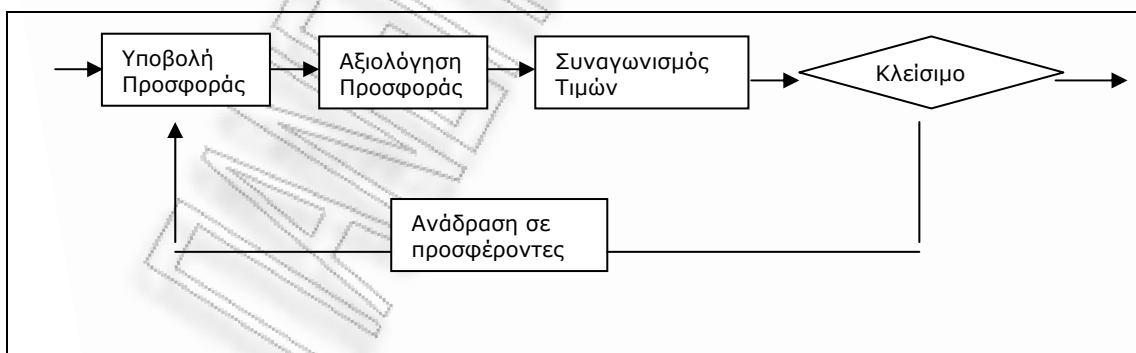 Υποβολή
Προσφοράς
Αξιολόγηση
Προσφοράς
Συναγωνισμός
Τιμών
Κλείσιμο
Ανάδραση σε
προσφέροντες